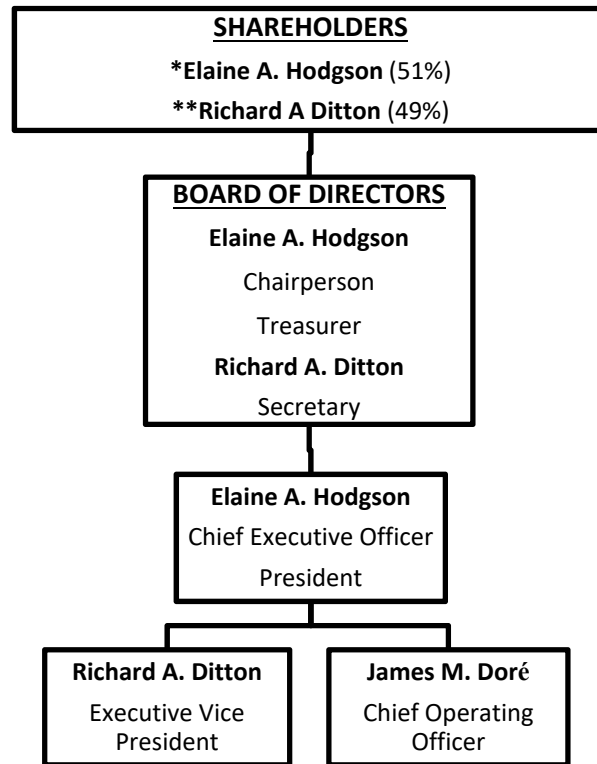 SHAREHOLDERS
*Elaine A. Hodgson (51%)
**Richard A Ditton (49%)
BOARD OF DIRECTORS
Elaine A. Hodgson
Chairperson
Treasurer
Richard A. Ditton
Secretary
Elaine A. Hodgson
Chief Executive Officer
President
Richard A. Ditton
Executive Vice
President
James M. Doré
Chief Operating
Officer